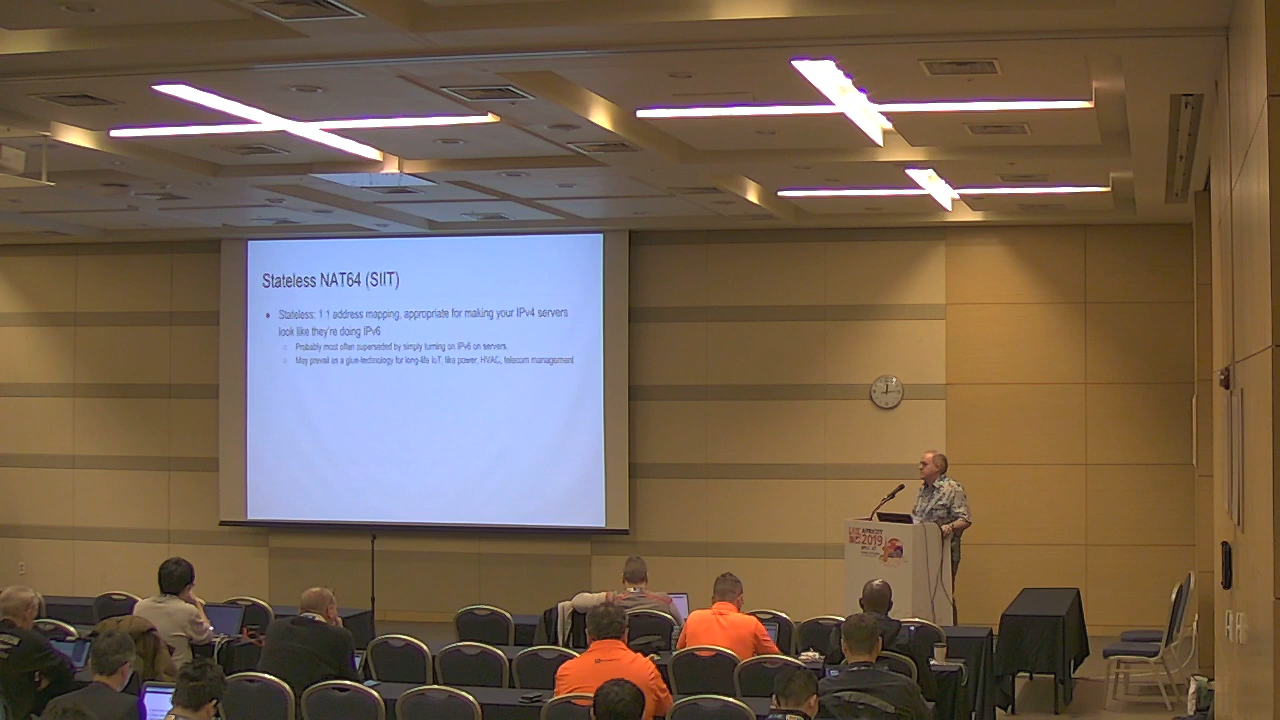 Stateless NAT64 (SIIT)
Stateless: 1:1 address mapping, appropriate for making your IPv4 servers
look like they're doing IPv6
Probably most often superseded by simply turning on IPv6 on servers.
May prevail as a glue-technology for long-life IoT, like power, HVAC, telecom management
APRICOT
2019